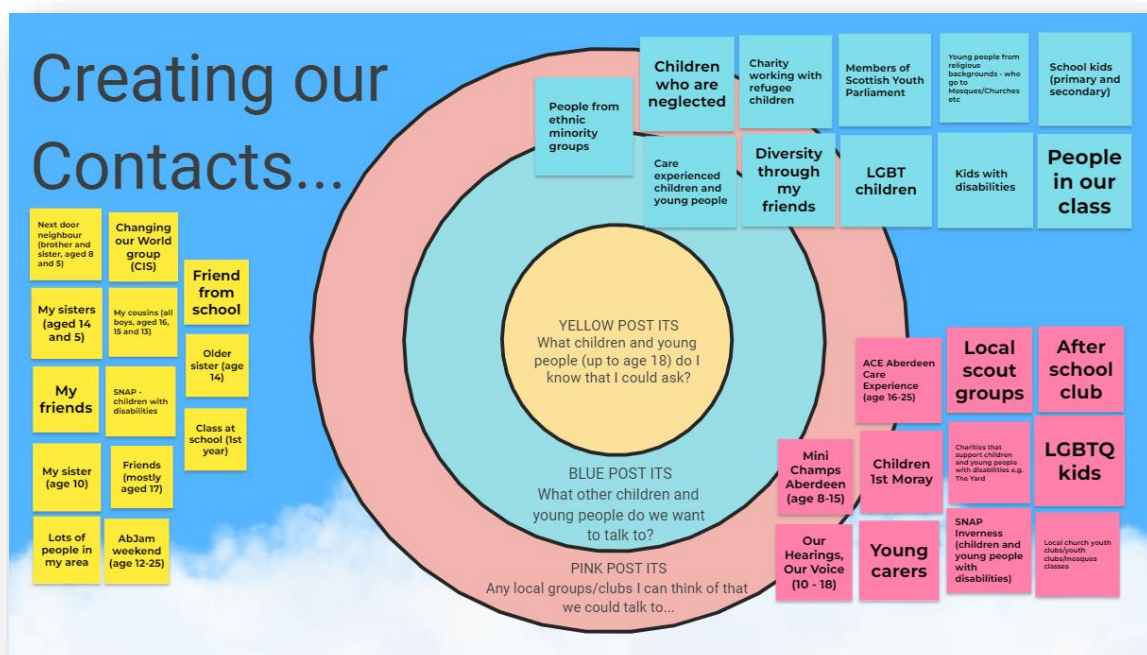 Creating our
Contacts...
Next door
neighbour
(brother and
sister, aged 8
and 5)
Changing
our World
group
(CIS)
Friend
from
school
My sisters
(aged 14
and 5)
My cousins (all
boys, aged 16,
15 and 13)
Older
sister (age
14)
My
friends
SNAP -
children with
disabilities
Class at
school (1st
year)
My sister
(age 10)
Friends
(mostly
aged 17)
Lots of
people in
my area
AbJam
weekend
(age 12-25)
YELLOW POST ITS
What children and young
people (up to age 18) do I
know that I could ask?
BLUE POST ITS
What other children and
young people do we want
to talk to?
PINK POST ITS
Any local groups/clubs I can think of that
we could talk to...
People from
ethnic
minority
groups
Children
who are
neglected
Charity
working with
refugee
children
Members of
Scottish Youth
Parliament
Young people from
religious
backgrounds - who
go to
Mosques/Churches
etc
School kids
(primary and
secondary)
Care
experienced
children and
young people
Diversity
through
my
friends
LGBT
children
Kids with
disabilities
People
in our
class
ACE Aberdeen
Care
Experience
(age 16-25)
Local
scout
groups
After
school
club
Mini
Champs
Aberdeen
(age 8-15)
Children
1st Moray
Charities that
support children
and young people
with disabilities e.g.
The Yard
LGBTQ
kids
Our
Hearings,
Our Voice
(10 - 18)
Young
carers
SNAP
Inverness
(children and
young people
with
disabilities)
Local church youth
clubs/youth
clubs/mosques
classes